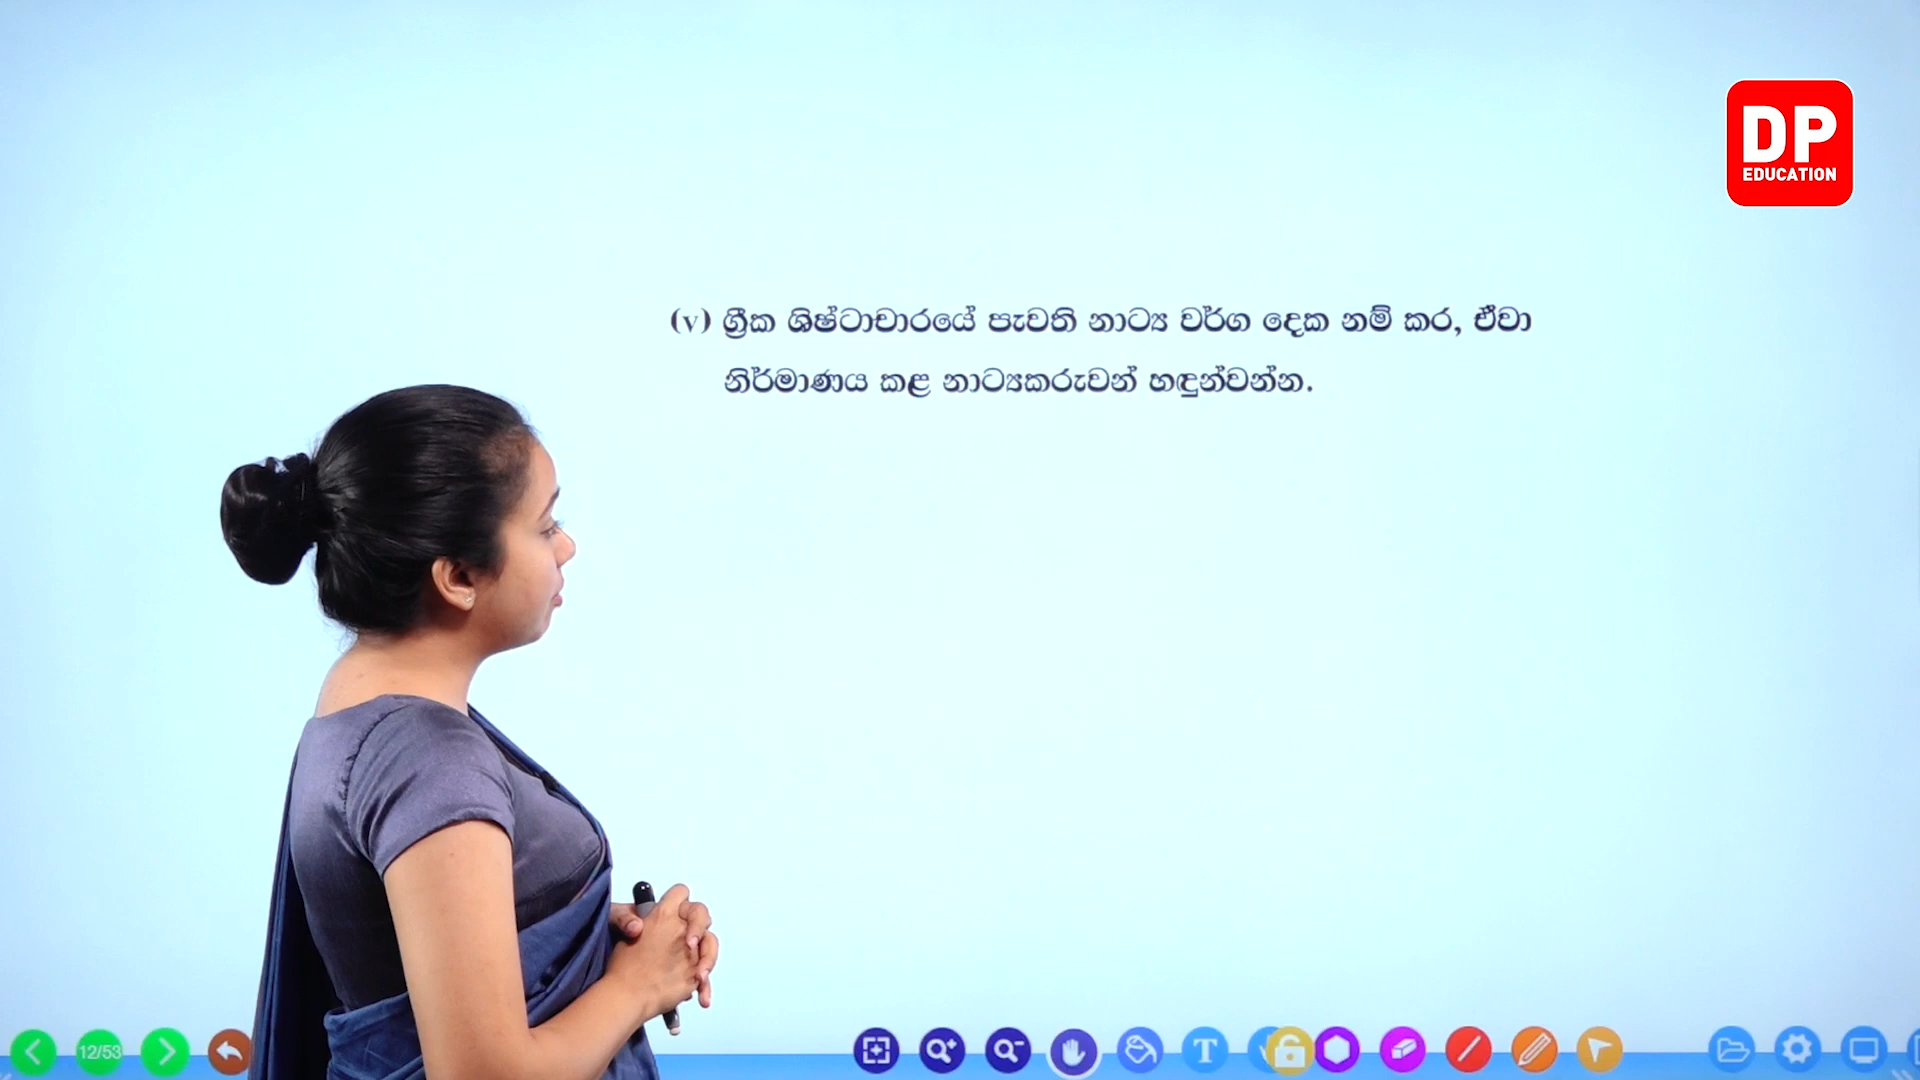 DP
EDUCATION
(v) ග්‍රීක ශිෂ්ටාචාරයේ පැවති නාට්‍ය වර්ග දෙක නම් කර, ඒවා
නිර්මාණය කළ නාට්‍යකරුවන් හඳුන්වන්න.
12/53
T